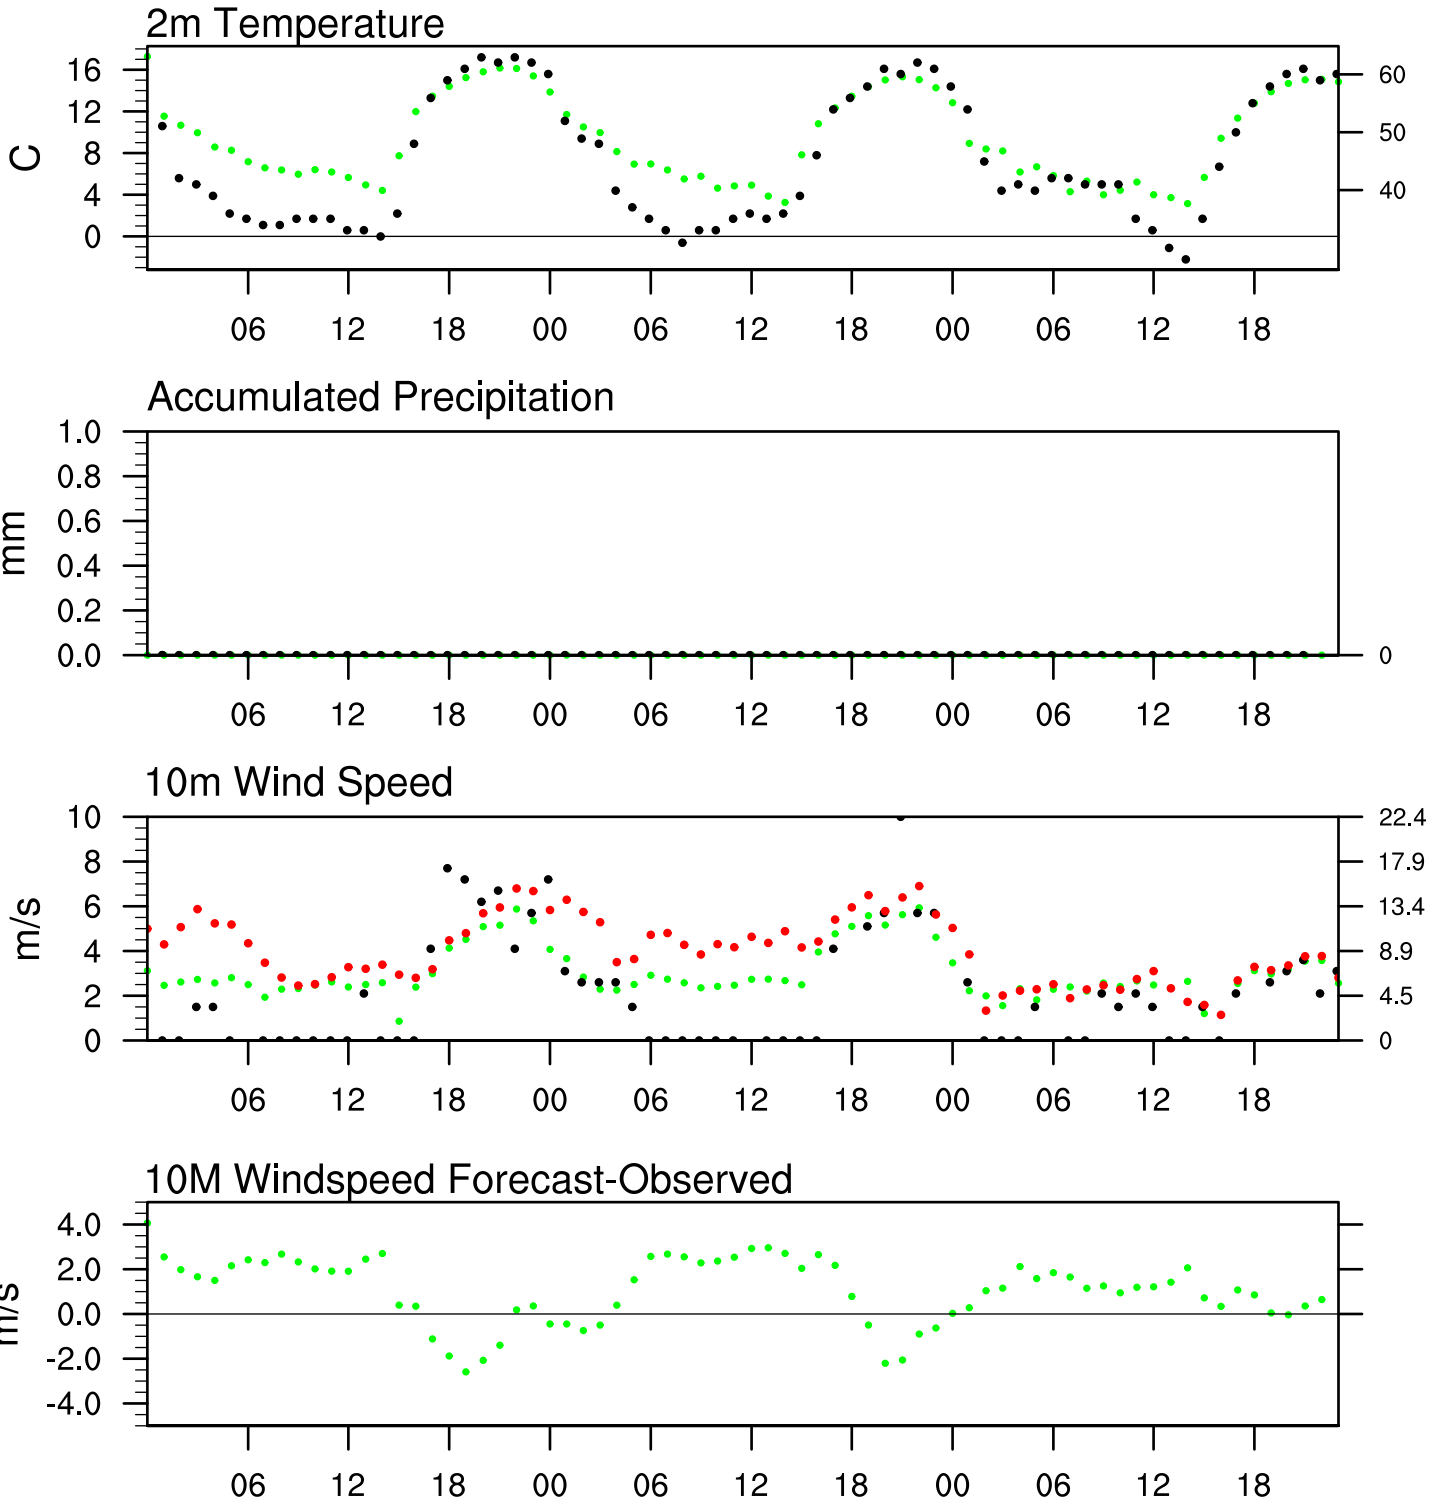 2m Temperature
16
12
8
4
0
C
60
50
40
06 12 18 00 06 12 18 00 06 12 18
Accumulated Precipitation
1.0
0.8
0.6
0.4
0.2
0.0
mm
0
06 12 18 00 06 12 18 00 06 12 18
10m Wind Speed
10
8
6
4
2
0
m/s
22.4
17.9
13.4
8.9
4.5
0
06 12 18 00 06 12 18 00 06 12 18
10M Windspeed Forecast-Observed
4.0
2.0
0.0
-2.0
-4.0
m/s
06 12 18 00 06 12 18 00 06 12 18